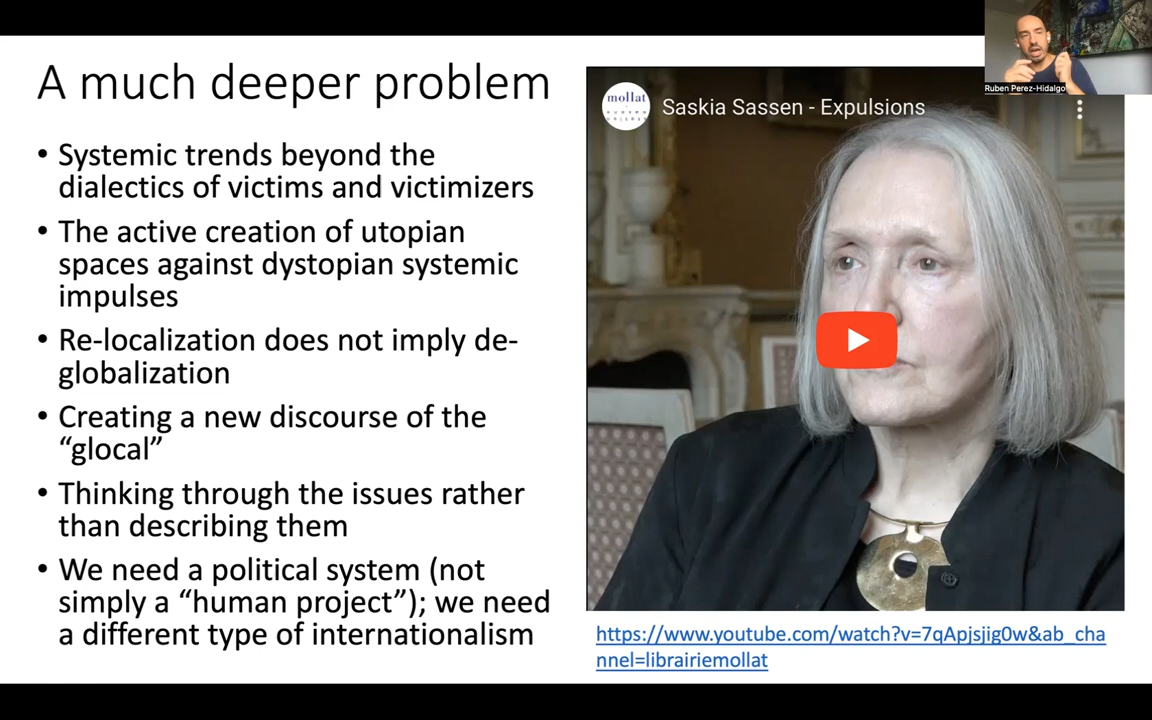 A much deeper problem
• Systemic trends beyond the
dialectics of victims and victimizers
• The active creation of utopian
spaces against dystopian systemic
impulses
• Re-localization does not imply de-
globalization
• Creating a new discourse of the
“glocal”
• Thinking through the issues rather
than describing them
• We need a political system (not
simply a “human project”); we need
a different type of internationalism
mollat
Saskia Sassen - Expulsions
Ruben Perez-Hidalgo
https://www.youtube.com/watch?v=7qApjsjig0w&ab_cha
nnel=librairiemollat